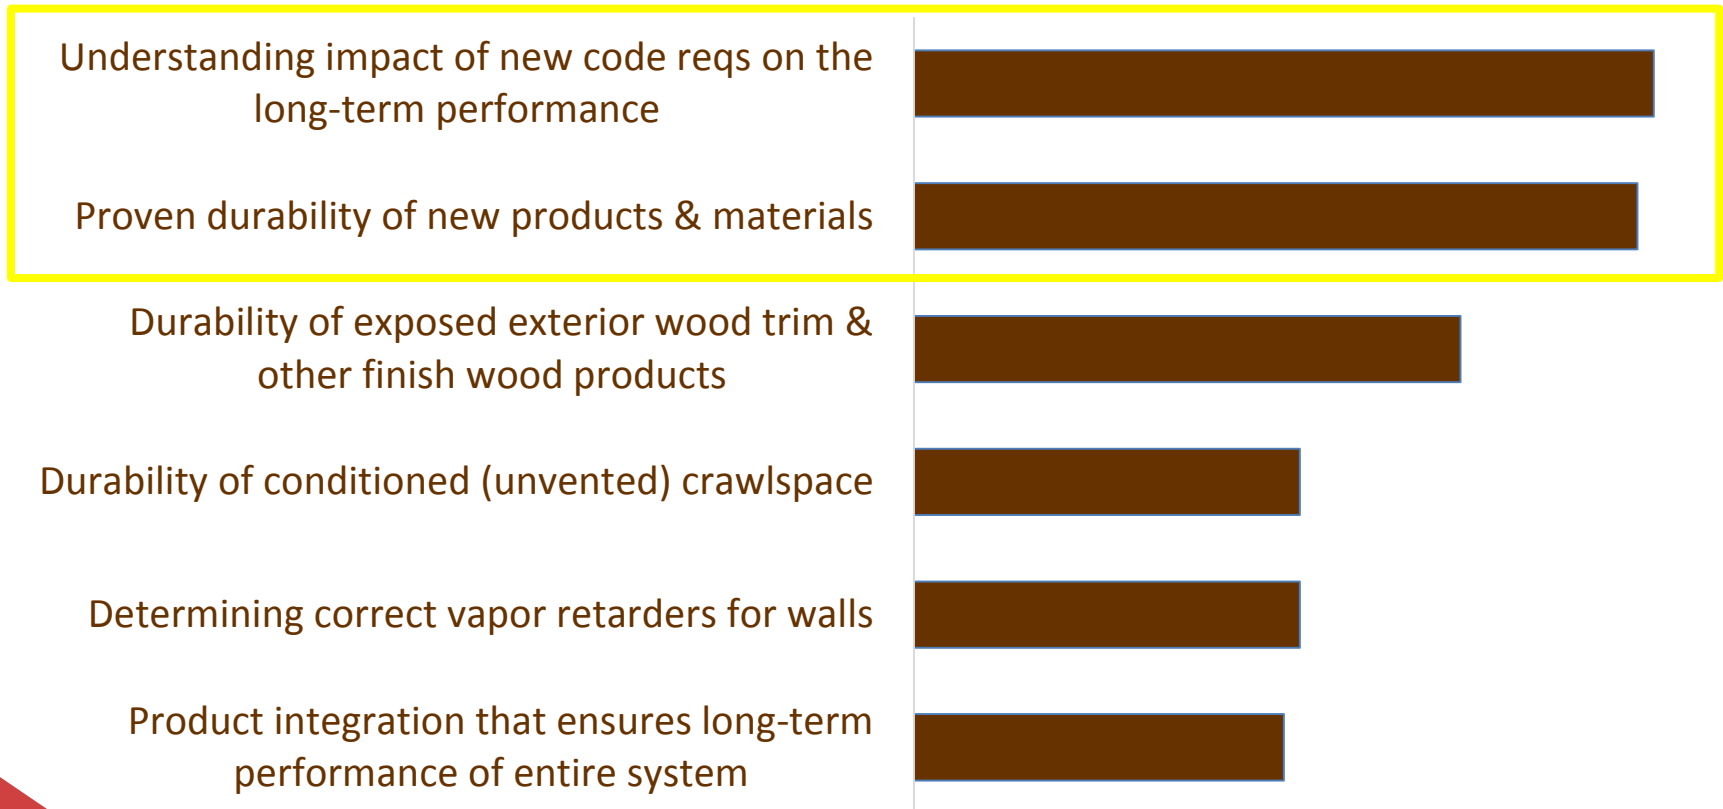 Understanding impact of new code reqs on the
long-term performance
Proven durability of new products & materials
Durability of exposed exterior wood trim &
other finish wood products
Durability of conditioned (unvented) crawlspace
Determining correct vapor retarders for walls
Product integration that ensures long-term
performance of entire system